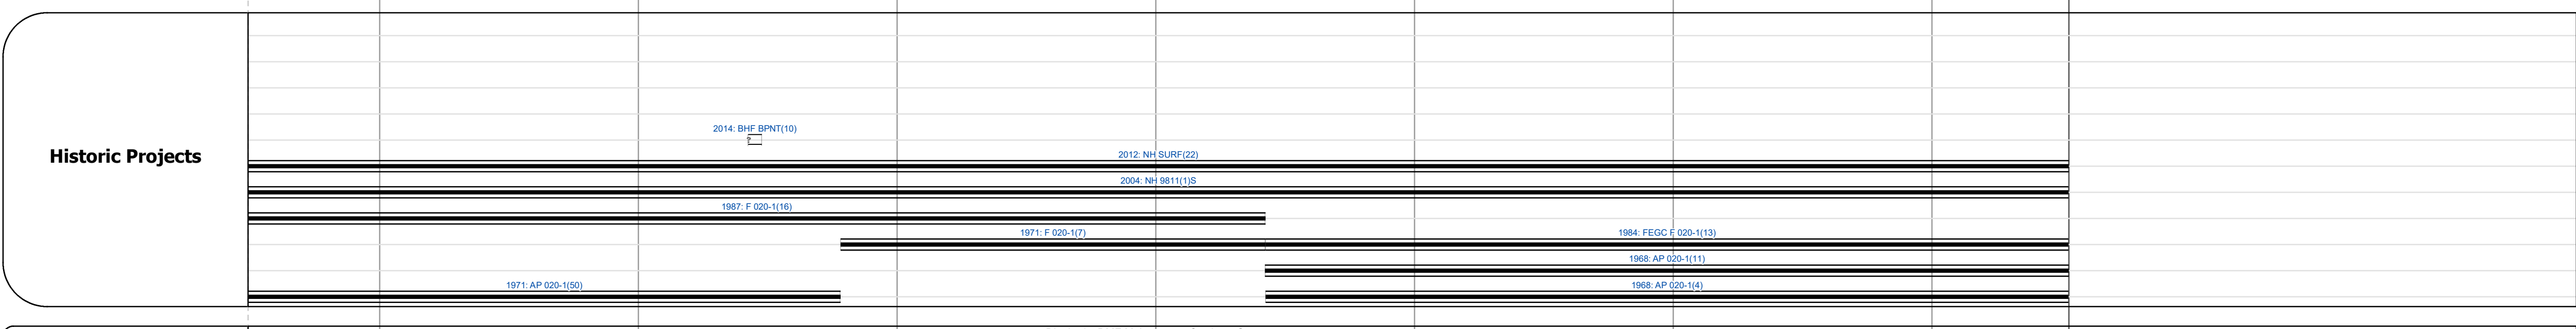 2014: BHF BPNT(10)
?
Historic Projects
2012: NH SURF(22)
2004: NH 9811(1)S
1987: F 020-1(16)
1971: F 020-1(7)
1984: FEGC F 020-1(13)
1968: AP 020-1(11)
1971: AP 020-1(50)
1968: AP 020-1(4)